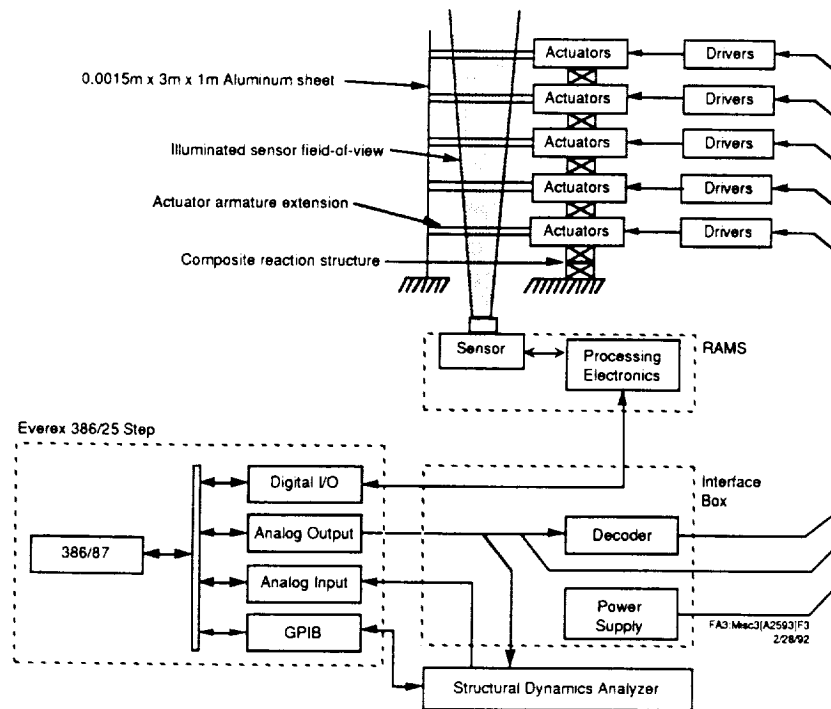 Actuators
Drivers
0.0015m x 3m x 1m Aluminum sheet
Actuators
Drivers
Illuminated sensor field-of-view
Actuators
Drivers
Actuators
Drivers
Actuator armature extension
Actuators
Drivers
Composite reaction structure
Sensor
Processing
Electronics
RAMS
Everex 386/25 Step
Digital I/O
Interface
Box
Analog Output
Decoder
386/87
Analog Input
Power
Supply
GPIB
FA3:Misc3[A2593]F3
2/28/92
Structural Dynamics Analyzer